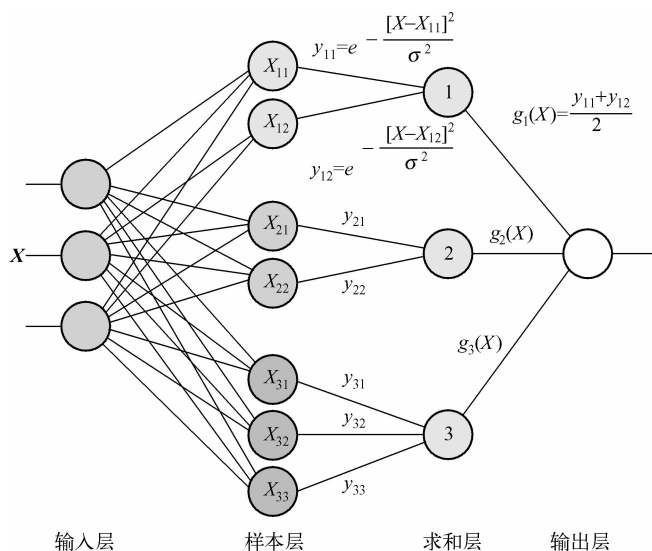 X
X₁₁
X₁₂
X₂₁
X₂₂
X₃₁
X₃₂
X₃₃
y₁₁=e^{-[X-X₁₁]²/σ²}
y₁₂=e^{-[X-X₁₂]²/σ²}
y₂₁
y₂₂
y₃₁
y₃₂
y₃₃
1
2
3
g₁(X)=(y₁₁+y₁₂)/2
g₂(X)
g₃(X)
输入层 样本层 求和层 输出层